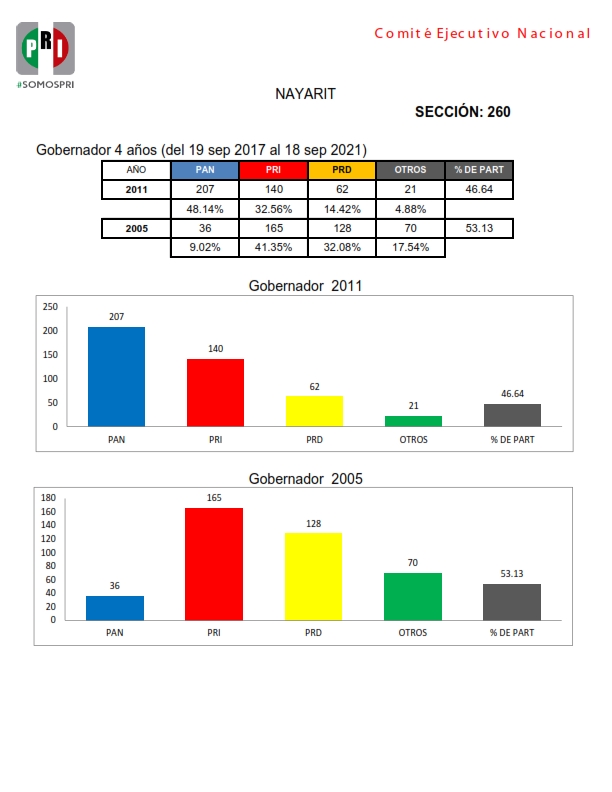 PRI
#SOMOSPRI
Comité Ejecutivo Nacional
NAYARIT
SECCIÓN: 260
Gobernador 4 años (del 19 sep 2017 al 18 sep 2021)
AÑO PAN PRI PRD OTROS % DE PART
2011 207 140 62 21 46.64
48.14% 32.56% 14.42% 4.88%
2005 36 165 128 70 53.13
9.02% 41.35% 32.08% 17.54%
Gobernador 2011
250
200
150
100
50
0
207
140
62
21
46.64
PAN PRI PRD OTROS % DE PART
Gobernador 2005
180
160
140
120
100
80
60
40
20
0
36
165
128
70
53.13
PAN PRI PRD OTROS % DE PART